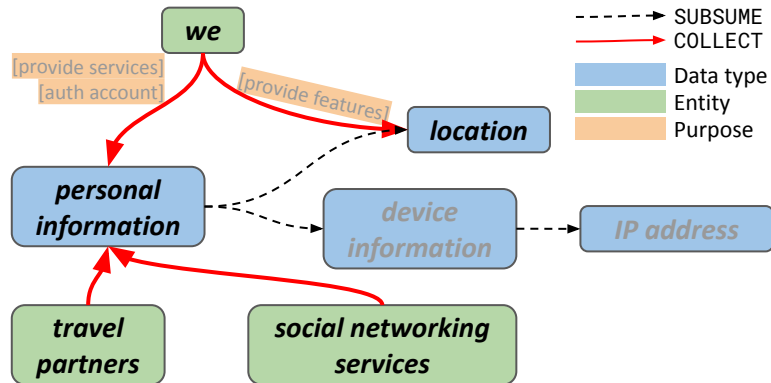 we
[provide services]
[auth account]
[provide features]
location
personal
information
device
information
IP address
travel
partners
social networking
services
SUBSUME
COLLECT
Data type
Entity
Purpose